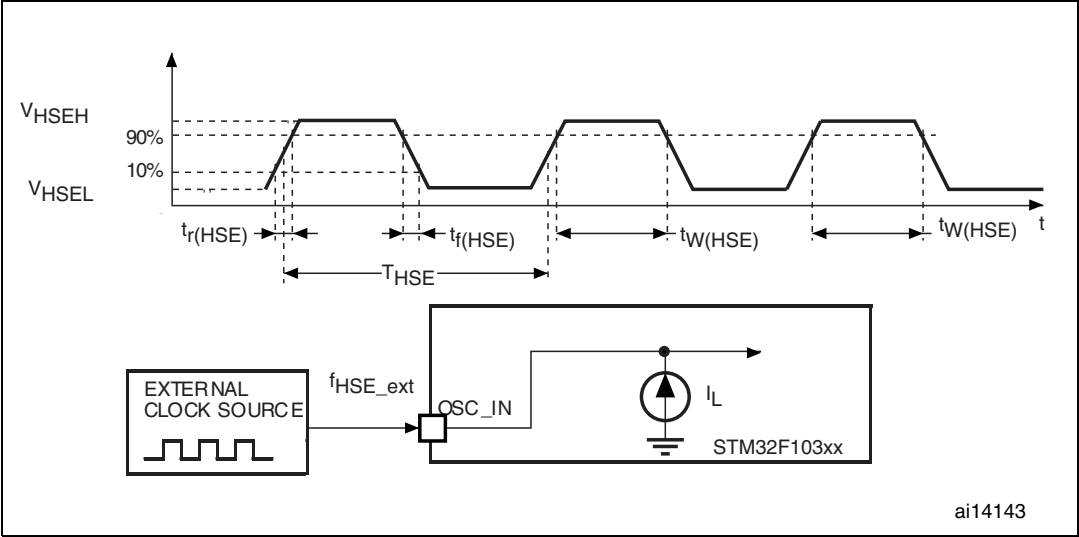 VHSEH
90%
10%
VHSEL
tr(HSE)
tf(HSE)
tW(HSE)
tW(HSE)
t
THSE
EXTERNAL
CLOCK SOURCE
fHSE_ext
OSC_IN
IL
STM32F103xx
ai14143